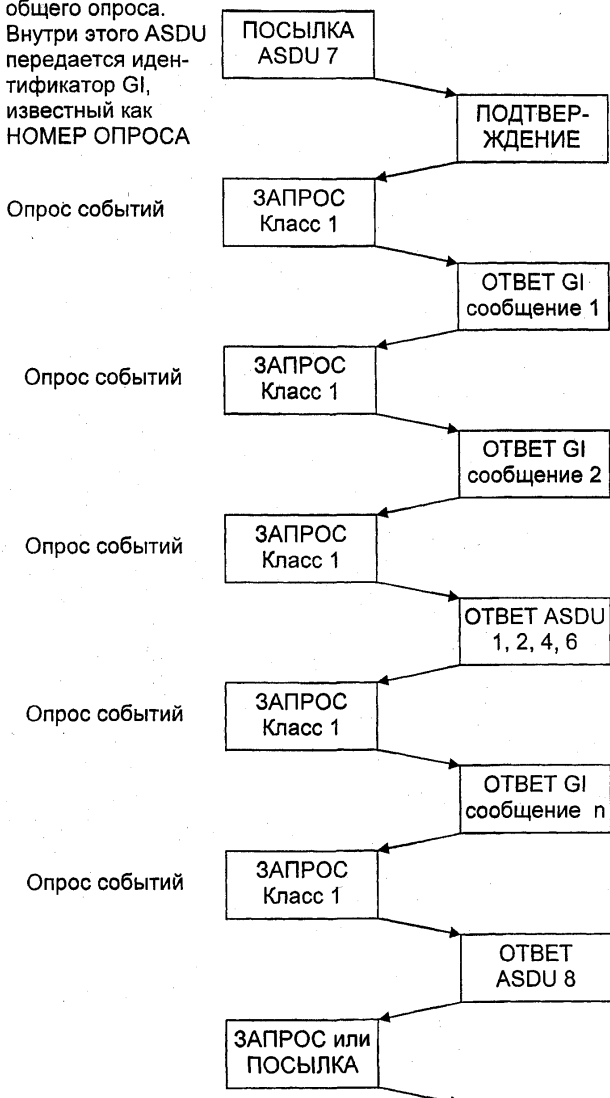 общего опроса.
Внутри этого ASDU
передается иден-
тификатор GI,
известный как
НОМЕР ОПРОСА
ПОСЫЛКА
ASDU 7
ПОДТВЕР-
ЖДЕНИЕ
Опрос событий
ЗАПРОС
Класс 1
ОТВЕТ GI
сообщение 1
Опрос событий
ЗАПРОС
Класс 1
ОТВЕТ GI
сообщение 2
Опрос событий
ЗАПРОС
Класс 1
ОТВЕТ ASDU
1, 2, 4, 6
Опрос событий
ЗАПРОС
Класс 1
ОТВЕТ GI
сообщение n
Опрос событий
ЗАПРОС
Класс 1
ОТВЕТ
ASDU 8
ЗАПРОС или
ПОСЫЛКА